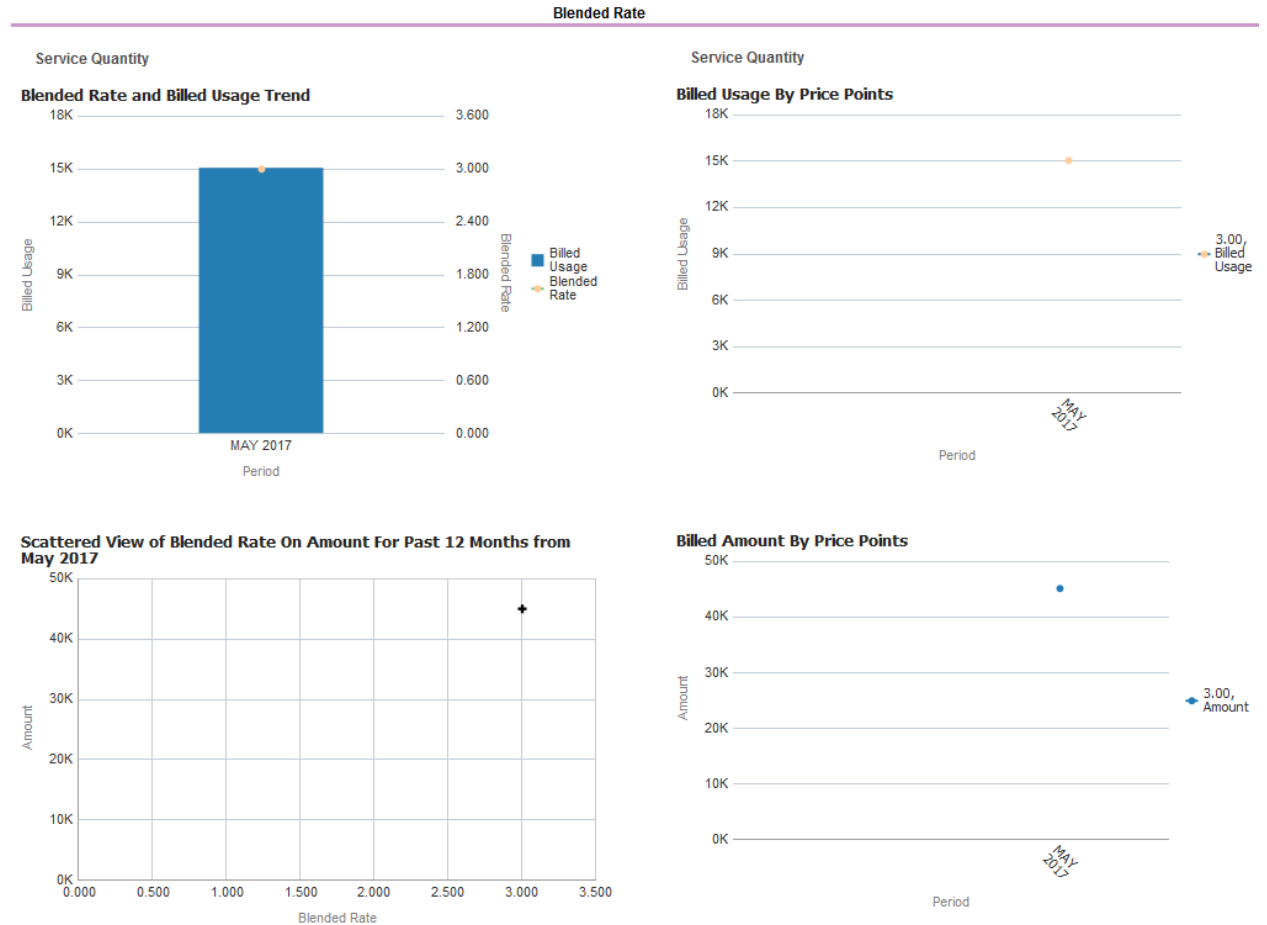 Blended Rate
Service Quantity
Blended Rate and Billed Usage Trend
18K
15K
12K
9K
6K
3K
0K
Billed Usage
3.600
3.000
2.400
1.800
1.200
0.600
0.000
Blended Rate
MAY 2017
Period
Billed
Usage
Blended
Rate
Service Quantity
Billed Usage By Price Points
18K
15K
12K
9K
6K
3K
0K
Billed Usage
MAY
2017
Period
3.00,
Billed
Usage
Scattered View of Blended Rate On Amount For Past 12 Months from
May 2017
50K
40K
30K
20K
10K
0K
Amount
0.000 0.500 1.000 1.500 2.000 2.500 3.000 3.500
Blended Rate
Billed Amount By Price Points
50K
40K
30K
20K
10K
0K
Amount
MAY
2017
Period
3.00,
Amount